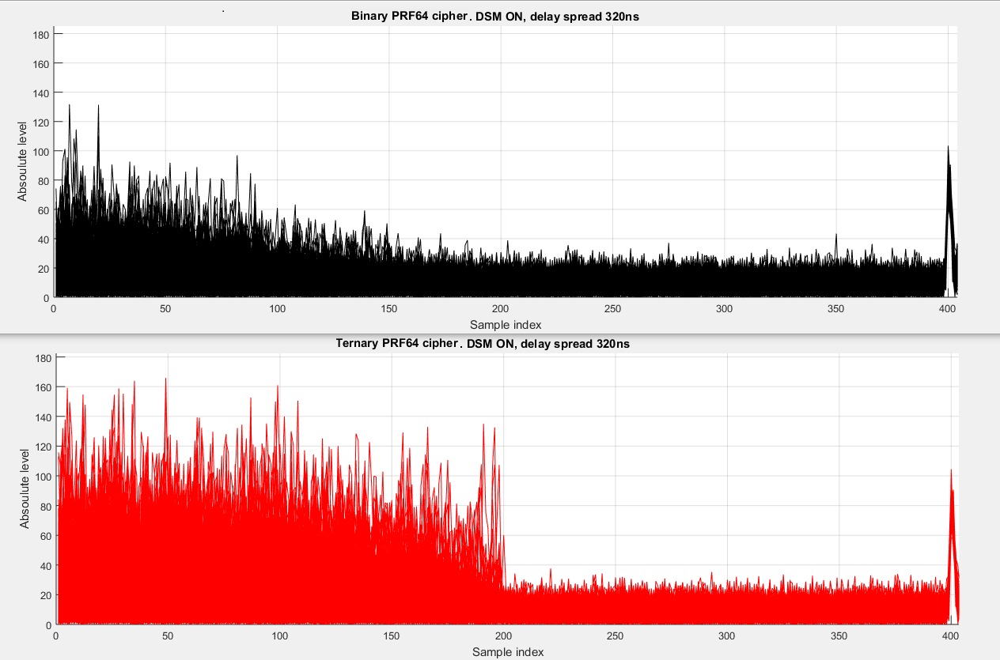 Binary PRF64 cipher. DSM ON, delay spread 320ns
180
160
140
120
100
80
60
40
20
0
Absoulute level
0 50 100 150 200 250 300 350 400
Sample index
Ternary PRF64 cipher. DSM ON, delay spread 320ns
180
160
140
120
100
80
60
40
20
0
Absoulute level
0 50 100 150 200 250 300 350 400
Sample index